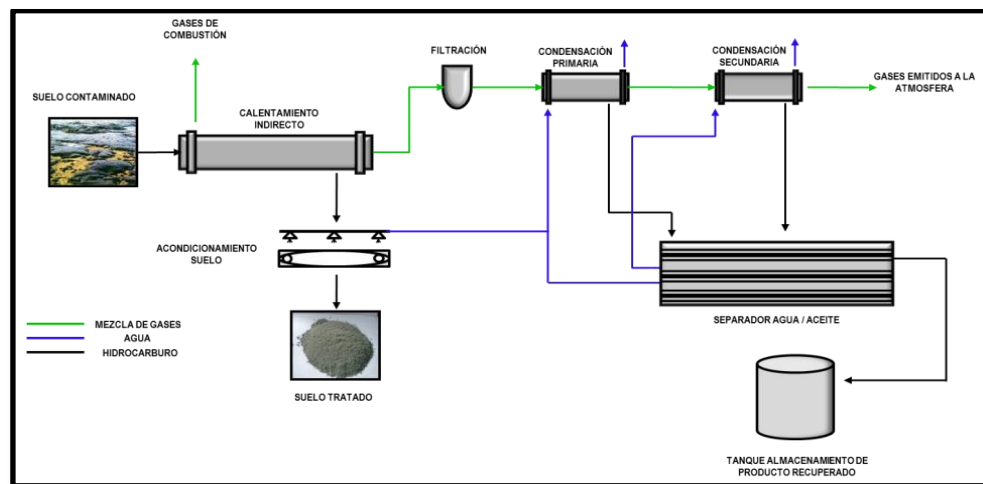 GASES DE
COMBUSTIÓN
SUELO CONTAMINADO
CALENTAMIENTO
INDIRECTO
FILTRACIÓN
CONDENSACIÓN
PRIMARIA
CONDENSACIÓN
SECUNDARIA
GASES EMITIDOS A LA
ATMOSFERA
ACONDICIONAMIENTO
SUELO
SEPARADOR AGUA / ACEITE
MEZCLA DE GASES
AGUA
HIDROCARBURO
SUELO TRATADO
TANQUE ALMACENAMIENTO DE
PRODUCTO RECUPERADO